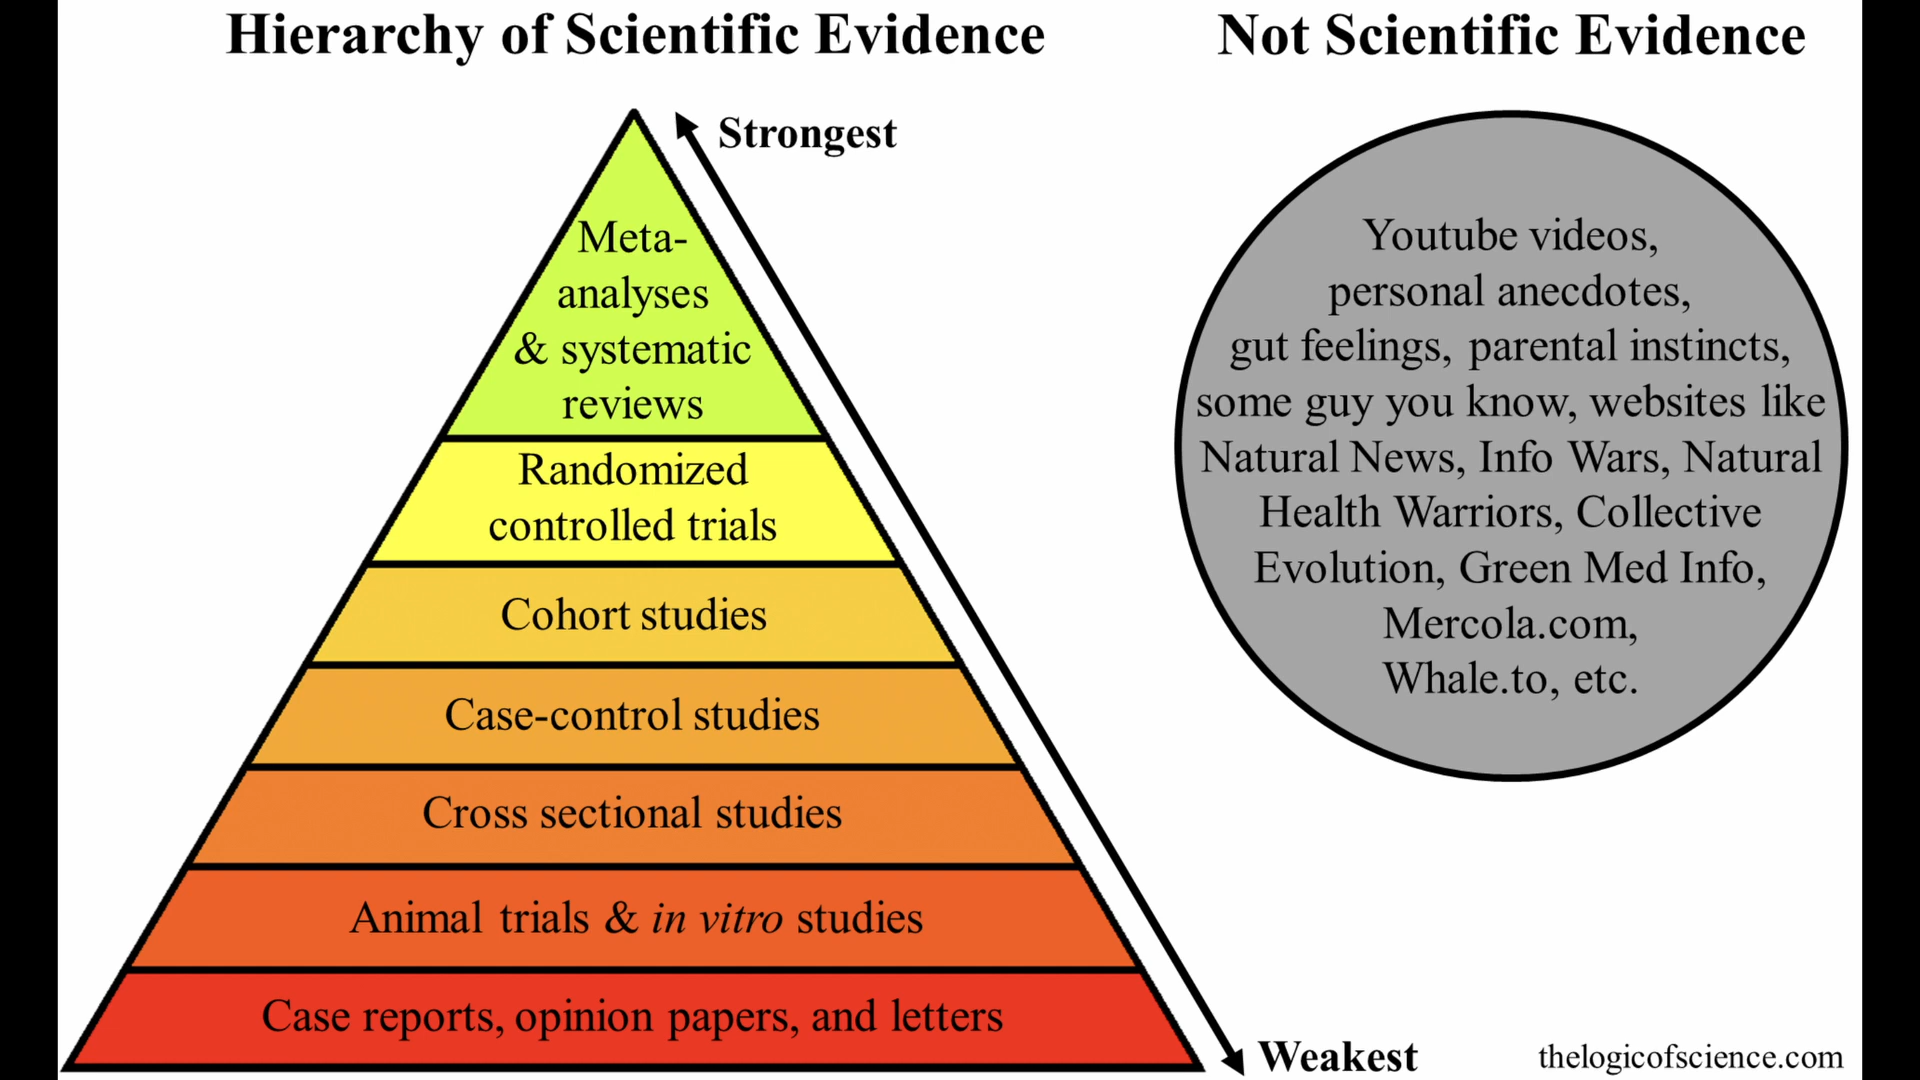 Hierarchy of Scientific Evidence
Not Scientific Evidence
Strongest
Meta-
analyses
& systematic
reviews
Randomized
controlled trials
Cohort studies
Case-control studies
Cross sectional studies
Animal trials & in vitro studies
Case reports, opinion papers, and letters
Weakest
Youtube videos,
personal anecdotes,
gut feelings, parental instincts,
some guy you know, websites like
Natural News, Info Wars, Natural
Health Warriors, Collective
Evolution, Green Med Info,
Mercola.com,
Whale.to, etc.
thelogicofscience.com